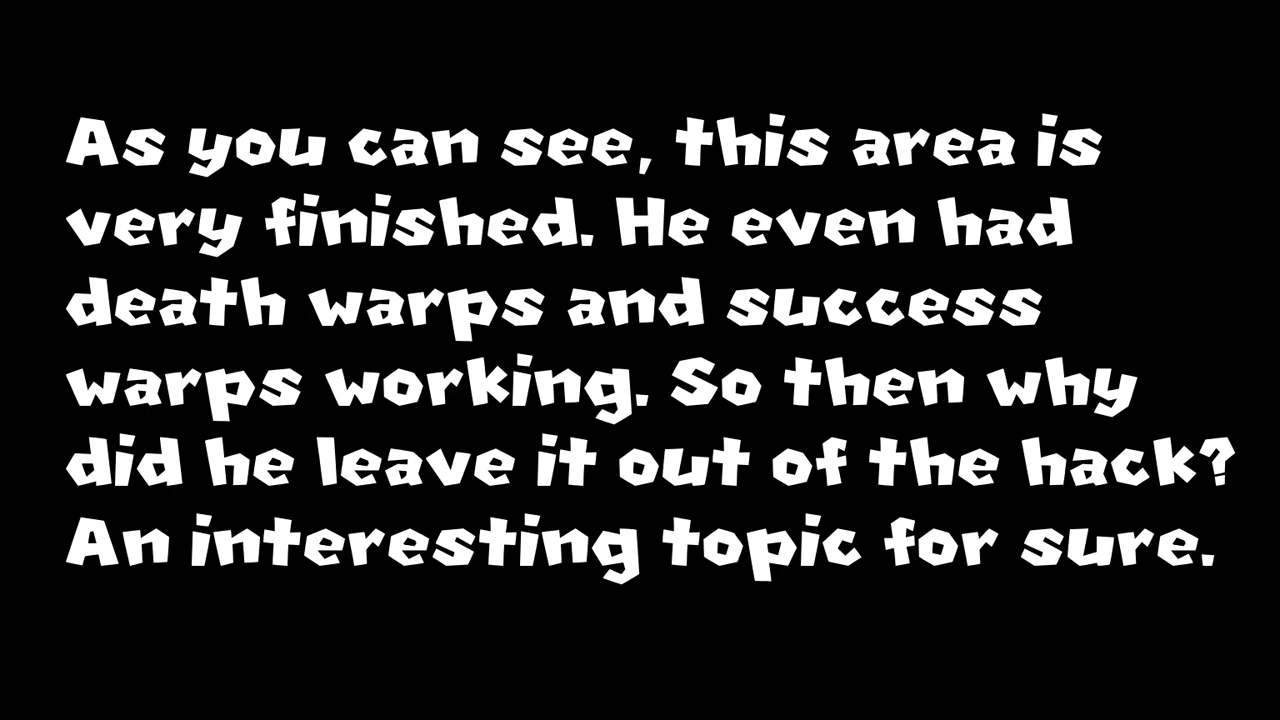 As you can see, this area is
very finished. He even had
death warps and success
warps working. So then why
did he leave it out of the hack?
An interesting topic for sure.